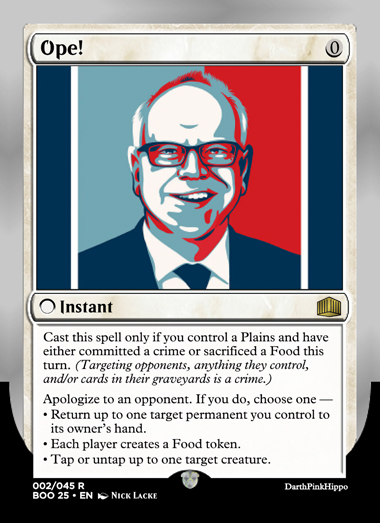 Ope!
0
Instant
Cast this spell only if you control a Plains and have
either committed a crime or sacrificed a Food this
turn. (Targeting opponents, anything they control,
and/or cards in their graveyards is a crime.)
Apologize to an opponent. If you do, choose one —
• Return up to one target permanent you control to
its owner's hand.
• Each player creates a Food token.
• Tap or untap up to one target creature.
002/045 R
BOO 25 • EN Nick Lacke
DarthPinkHippo